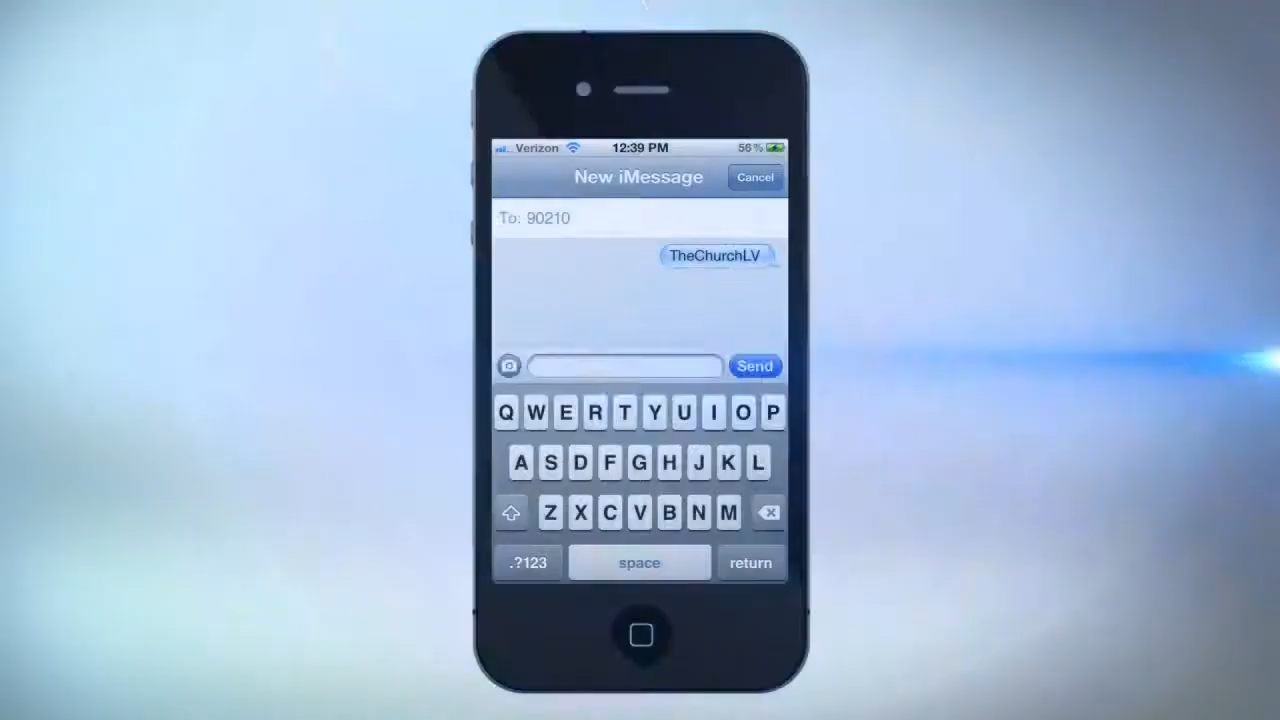 Verizon 12:39 PM 56%
New iMessage Cancel
To: 90210
TheChurchLV
Send
Q W E R T Y U I O P
A S D F G H J K L
Z X C V B N M
.?123 space return